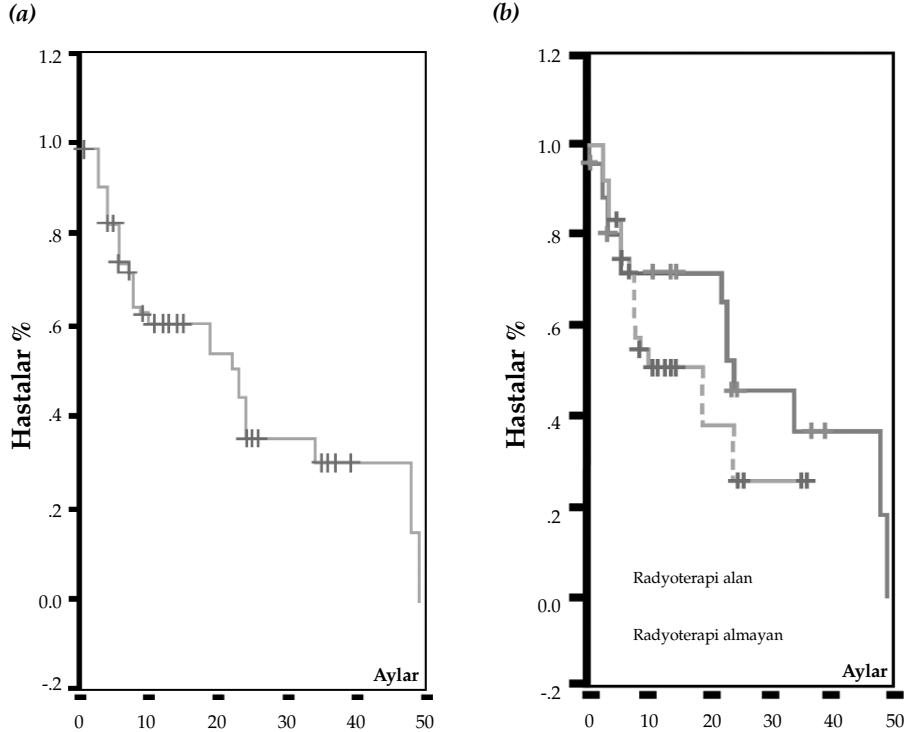 (a)
(b)
Hastalar %
1.2
1.0
.8
.6
.4
.2
0.0
-.2
Aylar
0 10 20 30 40 50
Hastalar %
1.2
1.0
.8
.6
.4
.2
0.0
-.2
Radyoterapi alan
Radyoterapi almayan
Aylar
0 10 20 30 40 50